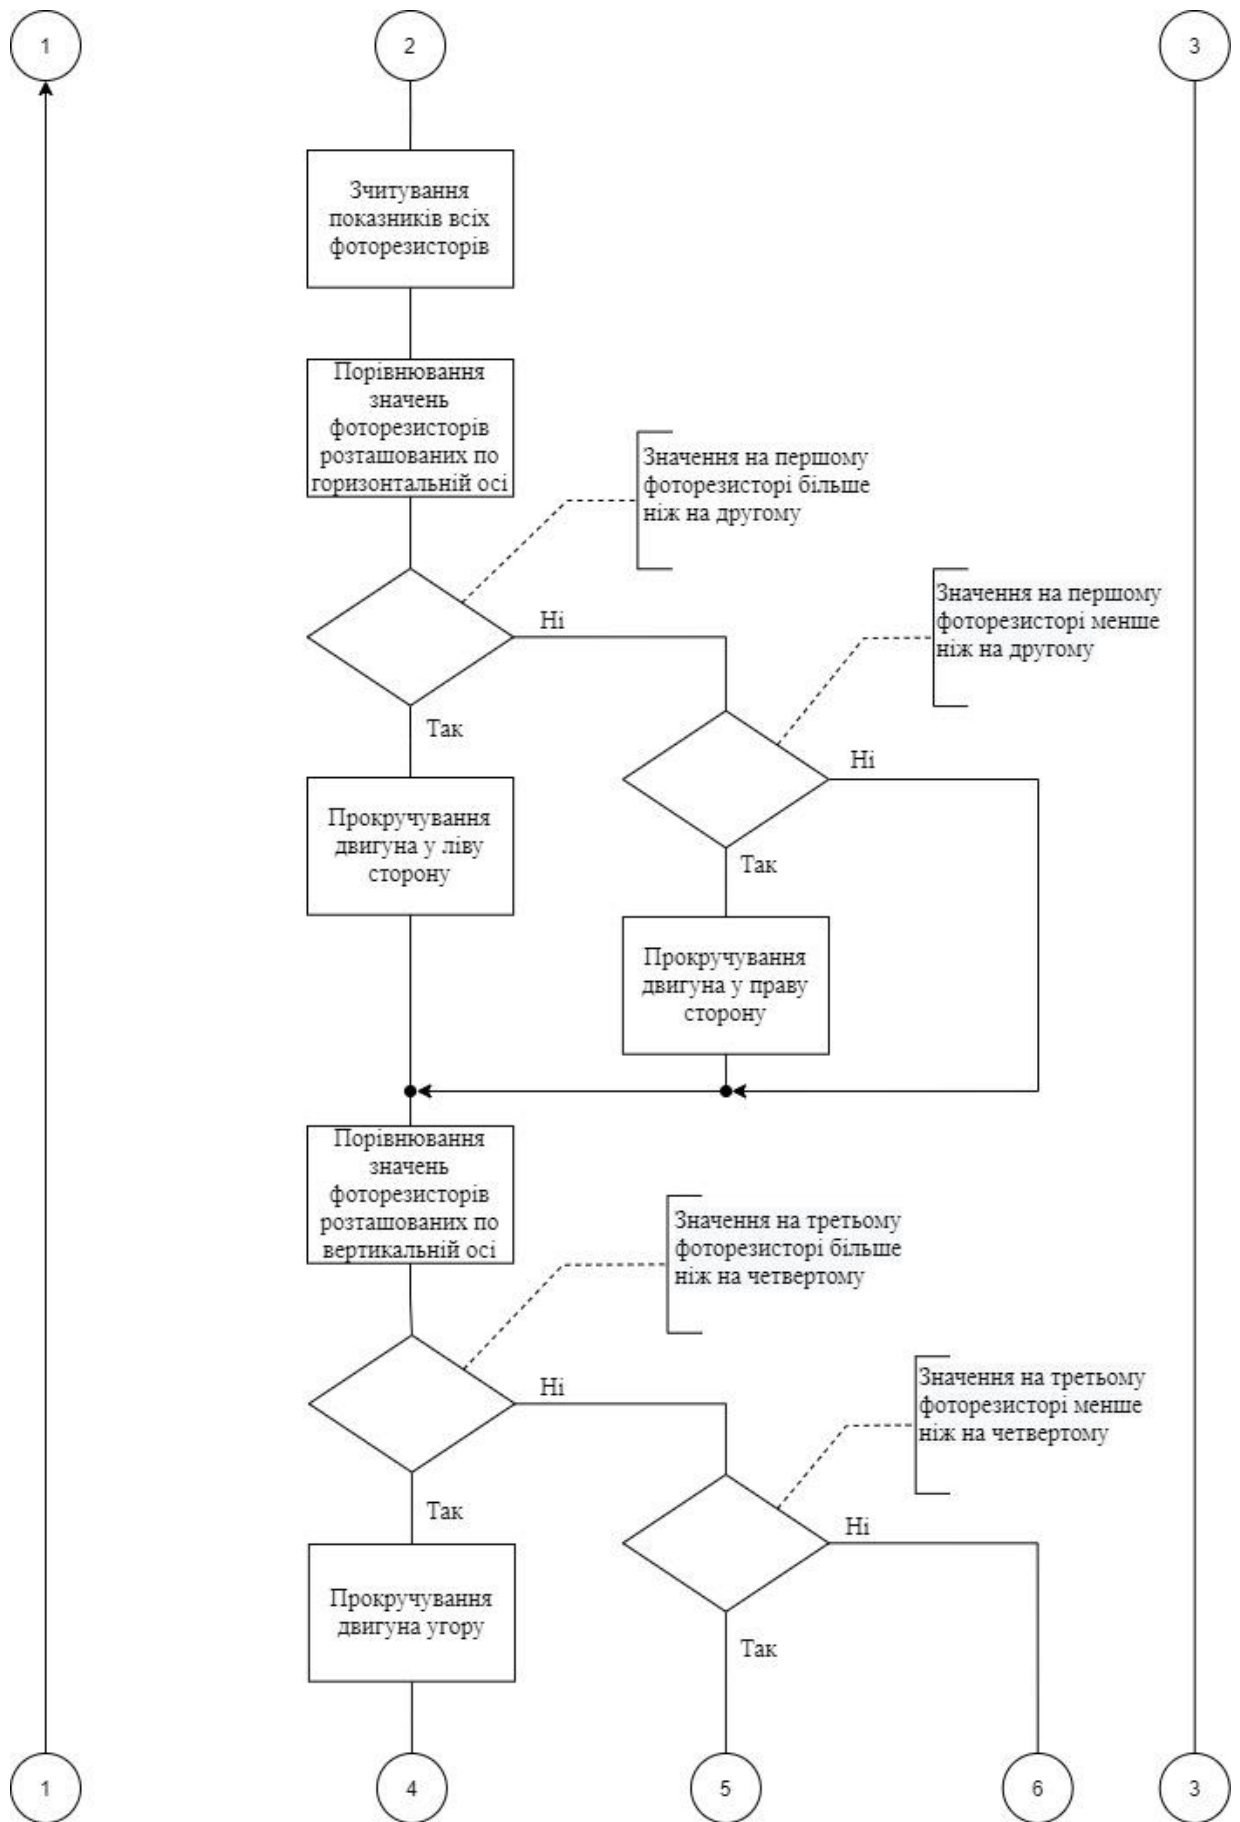 1
2
3
Зчитування
показників всіх
фоторезисторів
Порівнювання
значень
фоторезисторів
розташованих по
горизонтальній осі
Значення на першому
фоторезисторі більше
ніж на другому
Ні
Значення на першому
фоторезисторі менше
ніж на другому
Так
Ні
Прокручування
двигуна у ліву
сторону
Так
Прокручування
двигуна у праву
сторону
Порівнювання
значень
фоторезисторів
розташованих по
вертикальній осі
Значення на третьому
фоторезисторі більше
ніж на четвертому
Ні
Значення на третьому
фоторезисторі менше
ніж на четвертому
Так
Ні
Прокручування
двигуна угору
Так
1
4
5
6
3